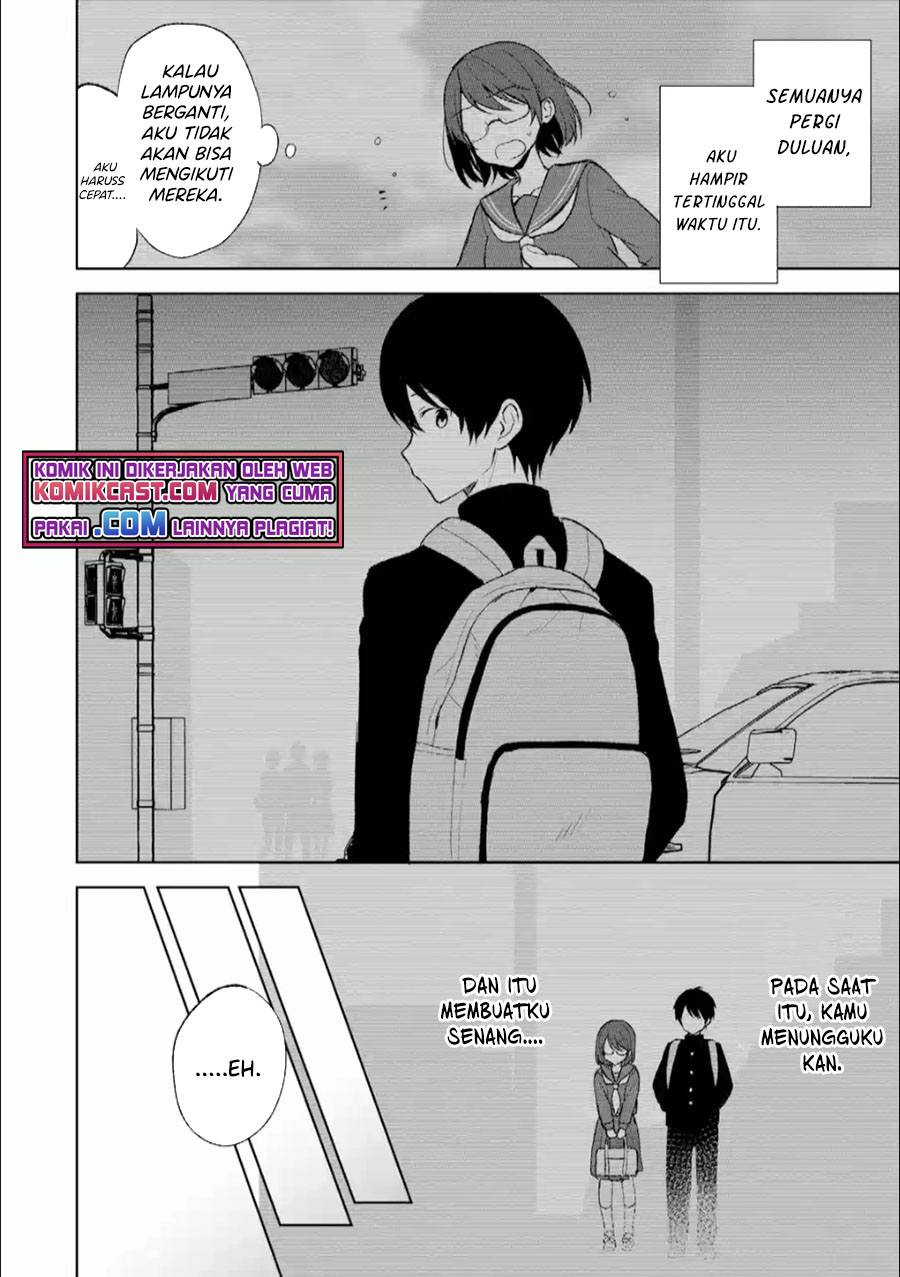 SEMUANYA
PERGI
DULUAN,
AKU
HAMPIR
TERTINGGAL
WAKTU ITU.
KALAU
LAMPUNYA
BERGANTI,
AKU TIDAK
AKAN BISA
MENGIKUTI
MEREKA.
AKU
HARUSS
CEPAT....
KOMIK INI DIKERJAKAN OLEH WEB
KOMIKCAST.COM YANG CUMA
PAKAI .COM LAINNYA PLAGIAT!
PADA SAAT
ITU, KAMU
MENUNGGUKU
KAN.
DAN ITU
MEMBUATKU
SENANG....
.....EH.